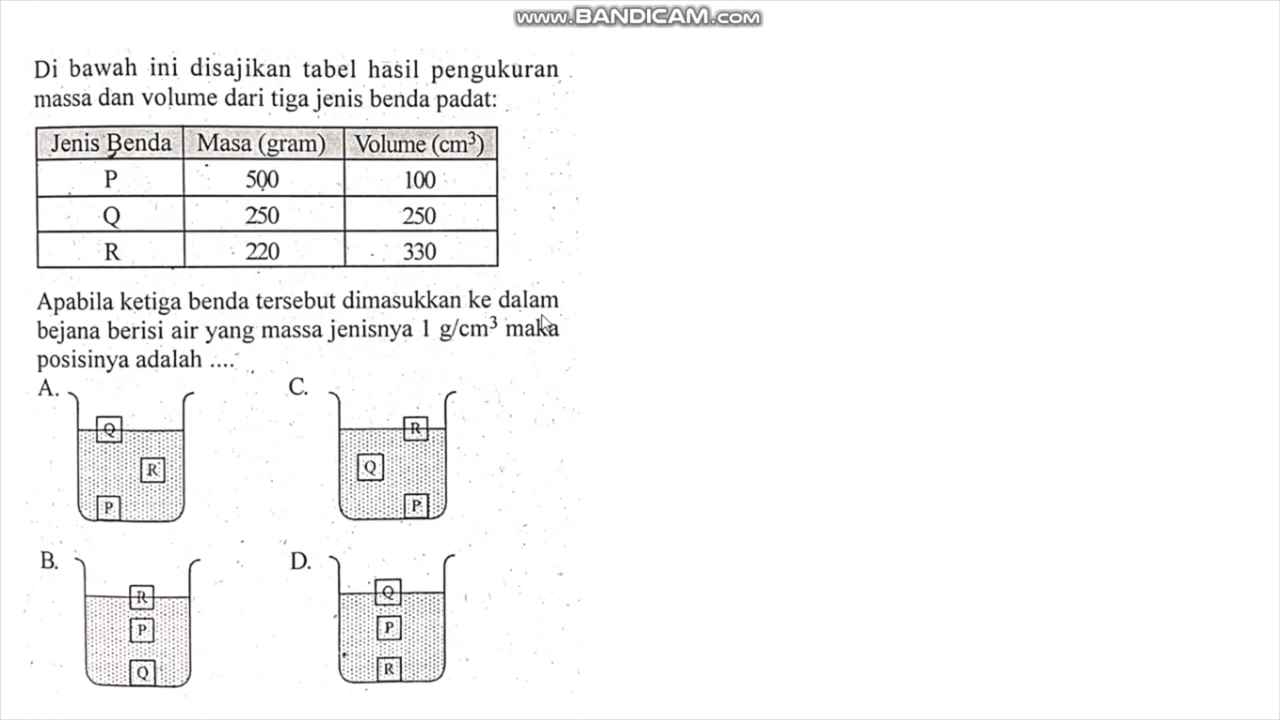 www.BANDICAM.com
Di bawah ini disajikan tabel hasil pengukuran
massa dan volume dari tiga jenis benda padat:
Jenis Benda Masa (gram) Volume (cm³)
P 500 100
Q 250 250
R 220 330
Apabila ketiga benda tersebut dimasukkan ke dalam
bejana berisi air yang massa jenisnya 1 g/cm³ maka
posisinya adalah ....
A.
Q
R
P
C.
R
Q
P
B.
R
P
Q
D.
Q
P
R